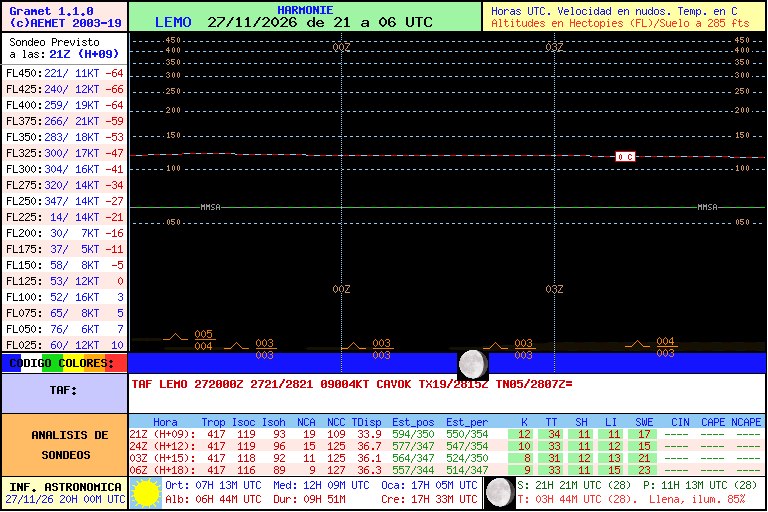 Gramet 1.1.0
(c)AEMET 2003-19
HARMONIE
LEMO 27/11/2026 de 21 a 06 UTC
Horas UTC. Velocidad en nudos. Temp. en C
Altitudes en Hectopies (FL)/Suelo a 285 fts
Sondeo Previsto
a las: 21Z (H+09)
FL450: 221/ 11KT -64
FL425: 240/ 12KT -66
FL400: 259/ 19KT -64
FL375: 266/ 21KT -59
FL350: 283/ 18KT -53
FL325: 300/ 17KT -47
FL300: 304/ 16KT -41
FL275: 320/ 14KT -34
FL250: 347/ 14KT -27
FL225: 14/ 14KT -21
FL200: 30/ 7KT -16
FL175: 37/ 5KT -11
FL150: 58/ 8KT -5
FL125: 53/ 12KT 0
FL100: 52/ 16KT 3
FL075: 65/ 8KT 5
FL050: 76/ 6KT 7
FL025: 60/ 12KT 10
450 00Z 03Z 450
400 400
350 350
300 300
250 250
200 200
150 150
0 C
100 100
MMSA MMSA
050 050
00Z 03Z
005 003 003 003 004
004 003 003 003 003
CODIGO COLORES:
TAF:
TAF LEMO 272000Z 2721/2821 09004KT CAVOK TX19/2815Z TN05/2807Z=
ANALISIS DE
SONDEOS
Hora Trop Isoc Isoh NCA NCC TDisp Est_pos Est_per K TT SH LI SWE CIN CAPE NCAPE
21Z (H+09): 417 119 93 19 109 33.9 594/350 550/354 12 34 11 11 17 ---- ---- ----
24Z (H+12): 417 119 96 15 125 36.7 577/347 547/354 10 33 11 12 15 ---- ---- ----
03Z (H+15): 417 118 92 11 125 36.1 564/347 524/350 8 31 12 13 21 ---- ---- ----
06Z (H+18): 417 116 89 9 127 36.3 557/344 514/347 9 33 11 15 23 ---- ---- ----
INF. ASTRONOMICA
27/11/26 20H 00M UTC
Ort: 07H 13M UTC Med: 12H 09M UTC Oca: 17H 05M UTC
Alb: 06H 44M UTC Dur: 09H 51M Cre: 17H 33M UTC
S: 21H 21M UTC (28) P: 11H 13M UTC (28)
T: 03H 44M UTC (28). Llena, ilum. 85%